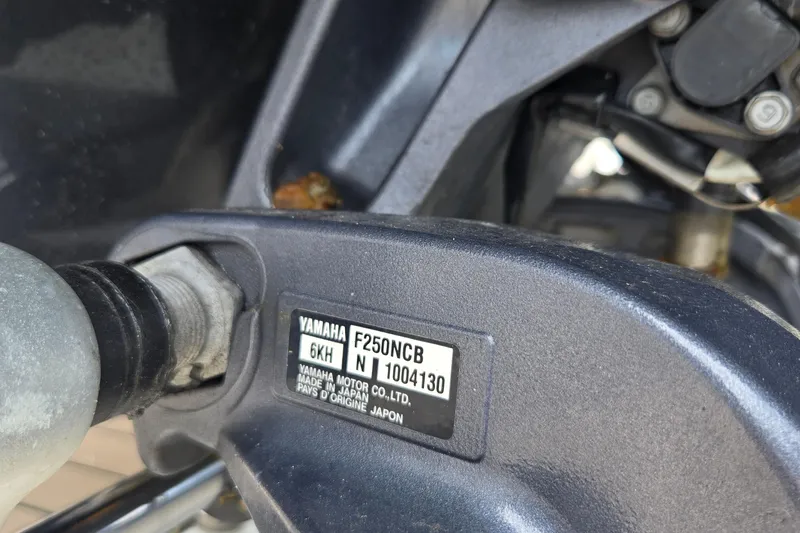 YAMAHA F250NCB
6KH N 1004130
YAMAHA MOTOR CO.,LTD.
MADE IN JAPAN
PAYS D'ORIGINE JAPON